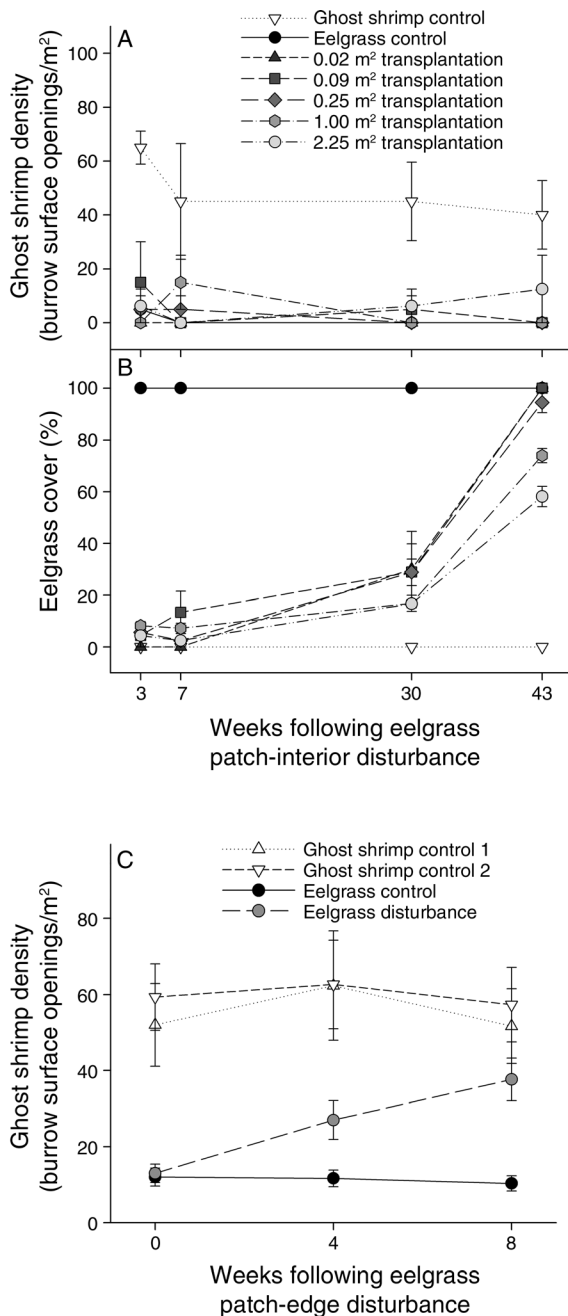 A
Ghost shrimp control
Eelgrass control
0.02 m² transplantation
0.09 m² transplantation
0.25 m² transplantation
1.00 m² transplantation
2.25 m² transplantation
Ghost shrimp density
(burrow surface openings/m²)
100
80
60
40
20
0
B
Eelgrass cover (%)
100
80
60
40
20
0
3
7
30
43
Weeks following eelgrass
patch-interior disturbance
C
Ghost shrimp control 1
Ghost shrimp control 2
Eelgrass control
Eelgrass disturbance
Ghost shrimp density
(burrow surface openings/m²)
80
60
40
20
0
0
4
8
Weeks following eelgrass
patch-edge disturbance